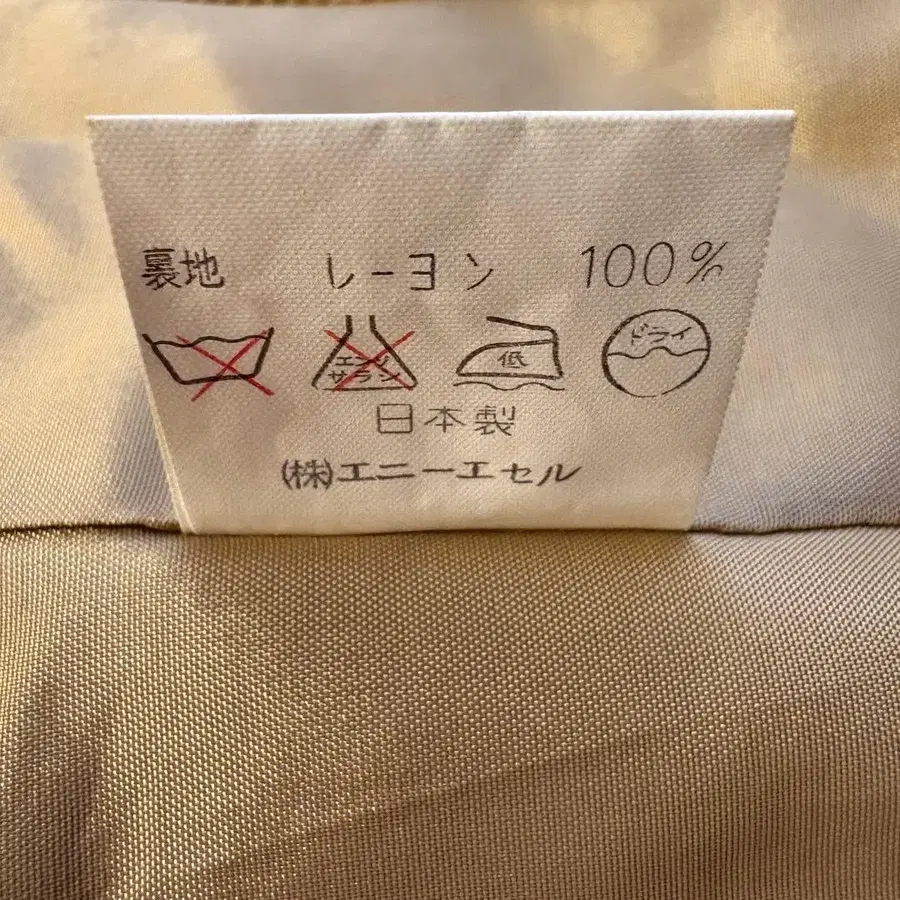 裏地 レーヨン 100%
エンソ サラシ 低 ドライ
日本製
(株)エニーエセル